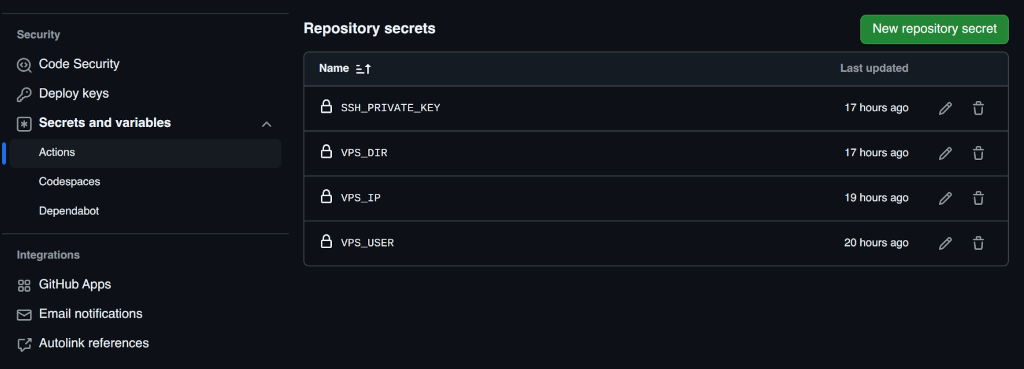 Security
Code Security
Deploy keys
Secrets and variables
Actions
Codespaces
Dependabot
Integrations
GitHub Apps
Email notifications
Autolink references
Repository secrets
New repository secret
Name
Last updated
SSH_PRIVATE_KEY
17 hours ago
VPS_DIR
17 hours ago
VPS_IP
19 hours ago
VPS_USER
20 hours ago